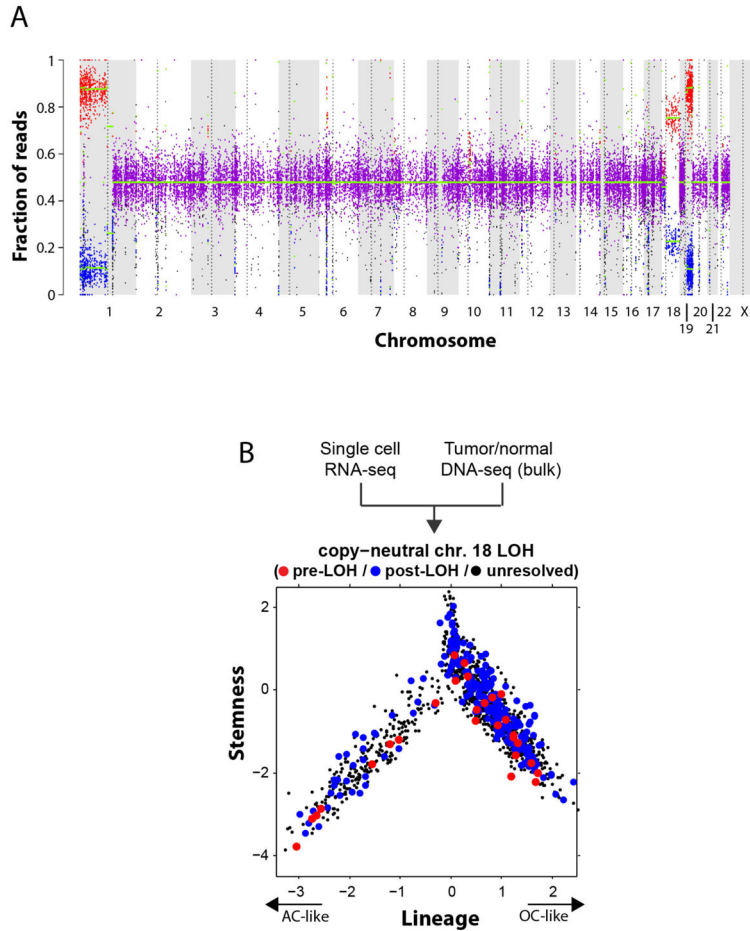 A
Fraction of reads
1
0.8
0.6
0.4
0.2
0
1 2 3 4 5 6 7 8 9 10 11 12 13 14 15 16 17 18 20 22 X
19 21
Chromosome
B
Single cell RNA-seq
Tumor/normal DNA-seq (bulk)
copy-neutral chr. 18 LOH
( pre-LOH / post-LOH / unresolved)
Stemness
2
0
−2
−4
−3 −2 −1 0 1 2
AC-like Lineage OC-like